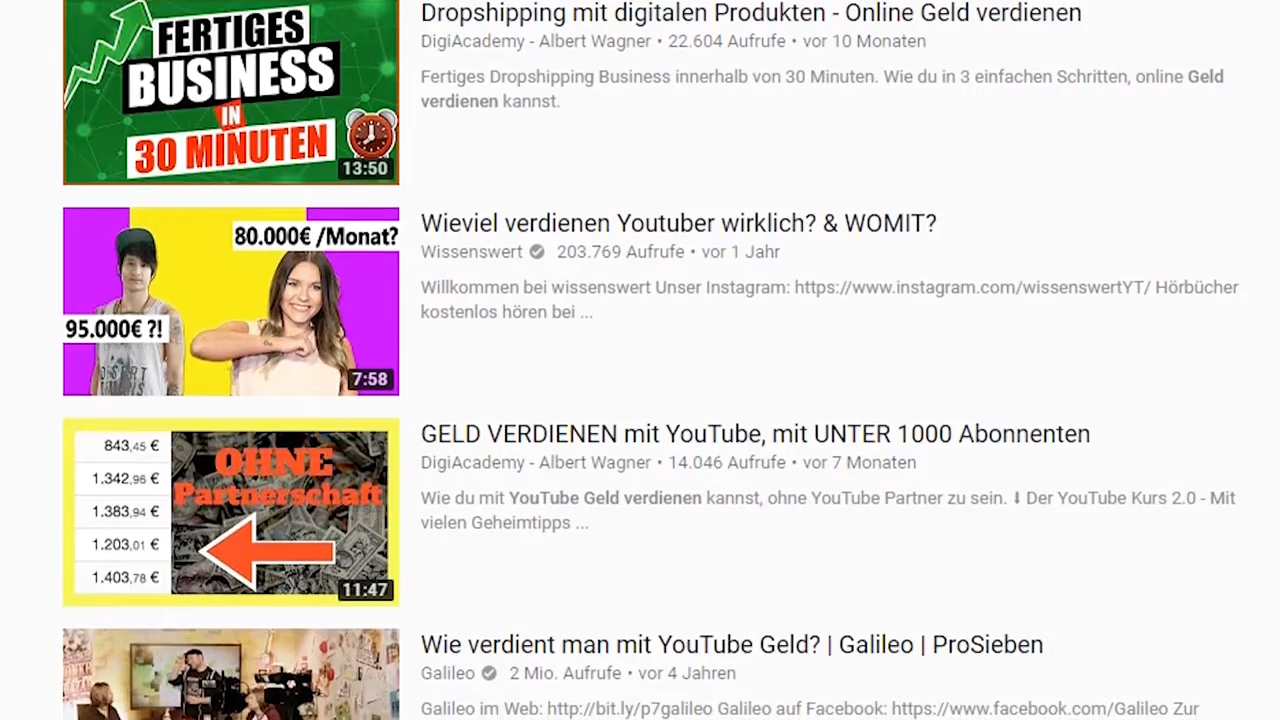 FERTIGES
BUSINESS
IN
30 MINUTEN
13:50
Dropshipping mit digitalen Produkten - Online Geld verdienen
DigiAcademy - Albert Wagner • 22.604 Aufrufe • vor 10 Monaten
Fertiges Dropshipping Business innerhalb von 30 Minuten. Wie du in 3 einfachen Schritten, online Geld
verdienen kannst.
80.000€ /Monat?
95.000€ ?!
7:58
Wieviel verdienen Youtuber wirklich? & WOMIT?
Wissenswert 203.769 Aufrufe • vor 1 Jahr
Willkommen bei wissenswert Unser Instagram: https://www.instagram.com/wissenswertYT/ Hörbücher
kostenlos hören bei ...
843,45 €
1.342,96 €
1.383,94 €
1.203,01 €
1.403,78 €
OHNE
Partnerschaft
11:47
GELD VERDIENEN mit YouTube, mit UNTER 1000 Abonnenten
DigiAcademy - Albert Wagner • 14.046 Aufrufe • vor 7 Monaten
Wie du mit YouTube Geld verdienen kannst, ohne YouTube Partner zu sein. ⬇ Der YouTube Kurs 2.0 - Mit
vielen Geheimtipps ...
Wie verdient man mit YouTube Geld? | Galileo | ProSieben
Galileo 2 Mio. Aufrufe • vor 4 Jahren
Galileo im Web: http://bit.ly/p7galileo Galileo auf Facebook: https://www.facebook.com/Galileo Zur